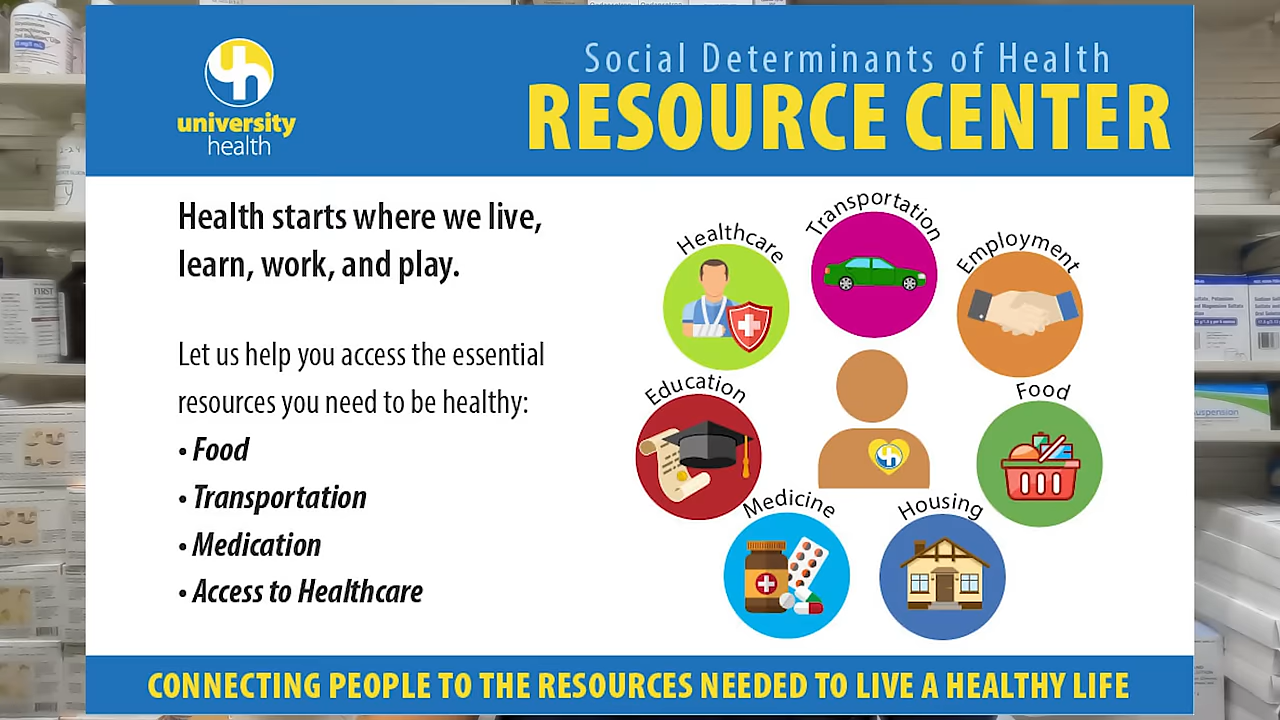 university
health
Social Determinants of Health
RESOURCE CENTER
Health starts where we live,
learn, work, and play.
Let us help you access the essential
resources you need to be healthy:
• Food
• Transportation
• Medication
• Access to Healthcare
Healthcare
Transportation
Employment
Education
Food
Medicine
Housing
CONNECTING PEOPLE TO THE RESOURCES NEEDED TO LIVE A HEALTHY LIFE
FIRST